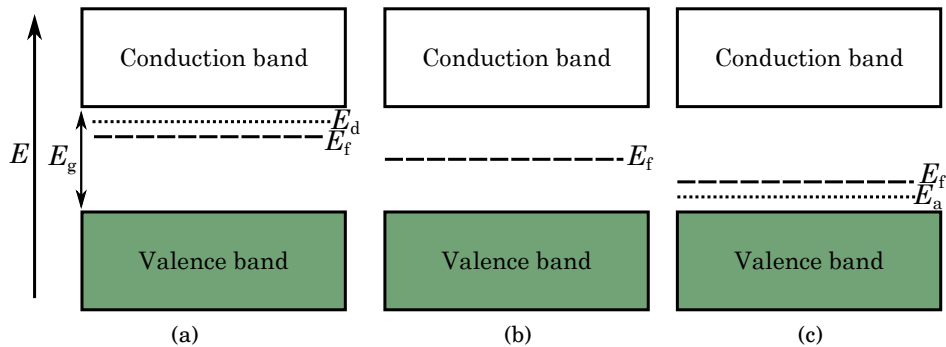 Conduction band
Conduction band
Conduction band
E
E_g
E_d
E_f
E_f
E_f
E_a
Valence band
Valence band
Valence band
(a)
(b)
(c)